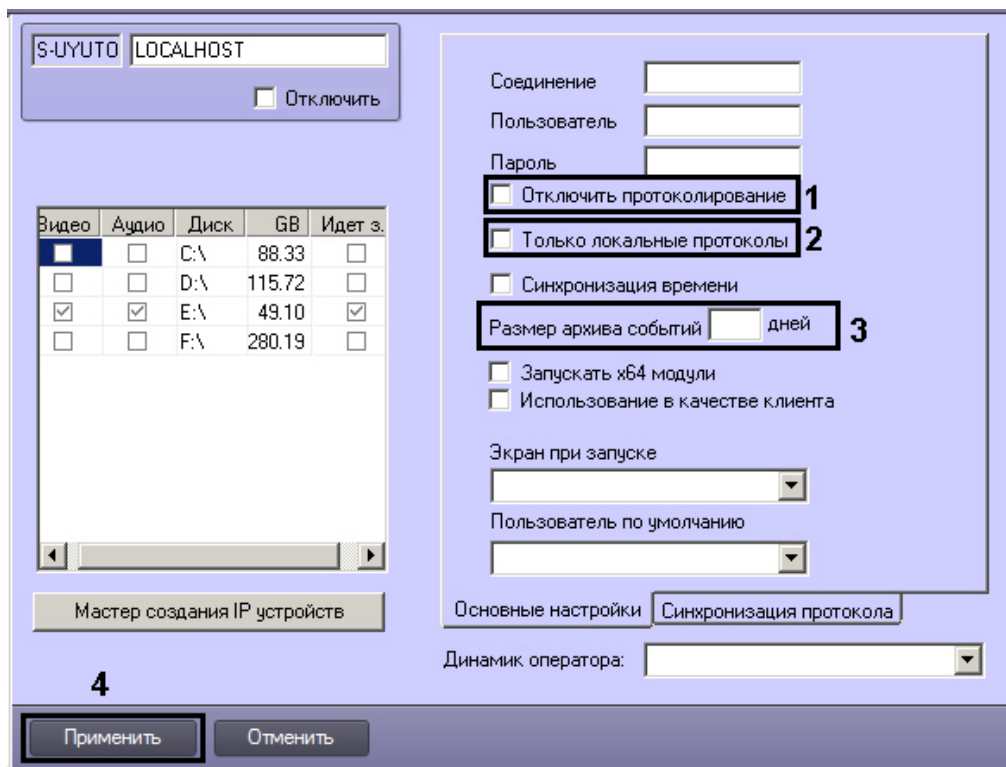 S-UYUTO LOCALHOST
Отключить
Видео Аудио Диск GB Идет з.
C:\ 88.33
D:\ 115.72
E:\ 49.10
F:\ 280.19
Мастер создания IP устройств
Соединение
Пользователь
Пароль
Отключить протоколирование 1
Только локальные протоколы 2
Синхронизация времени
Размер архива событий дней 3
Запускать x64 модули
Использование в качестве клиента
Экран при запуске
Пользователь по умолчанию
Основные настройки Синхронизация протокола
Динамик оператора:
4
Применить Отменить